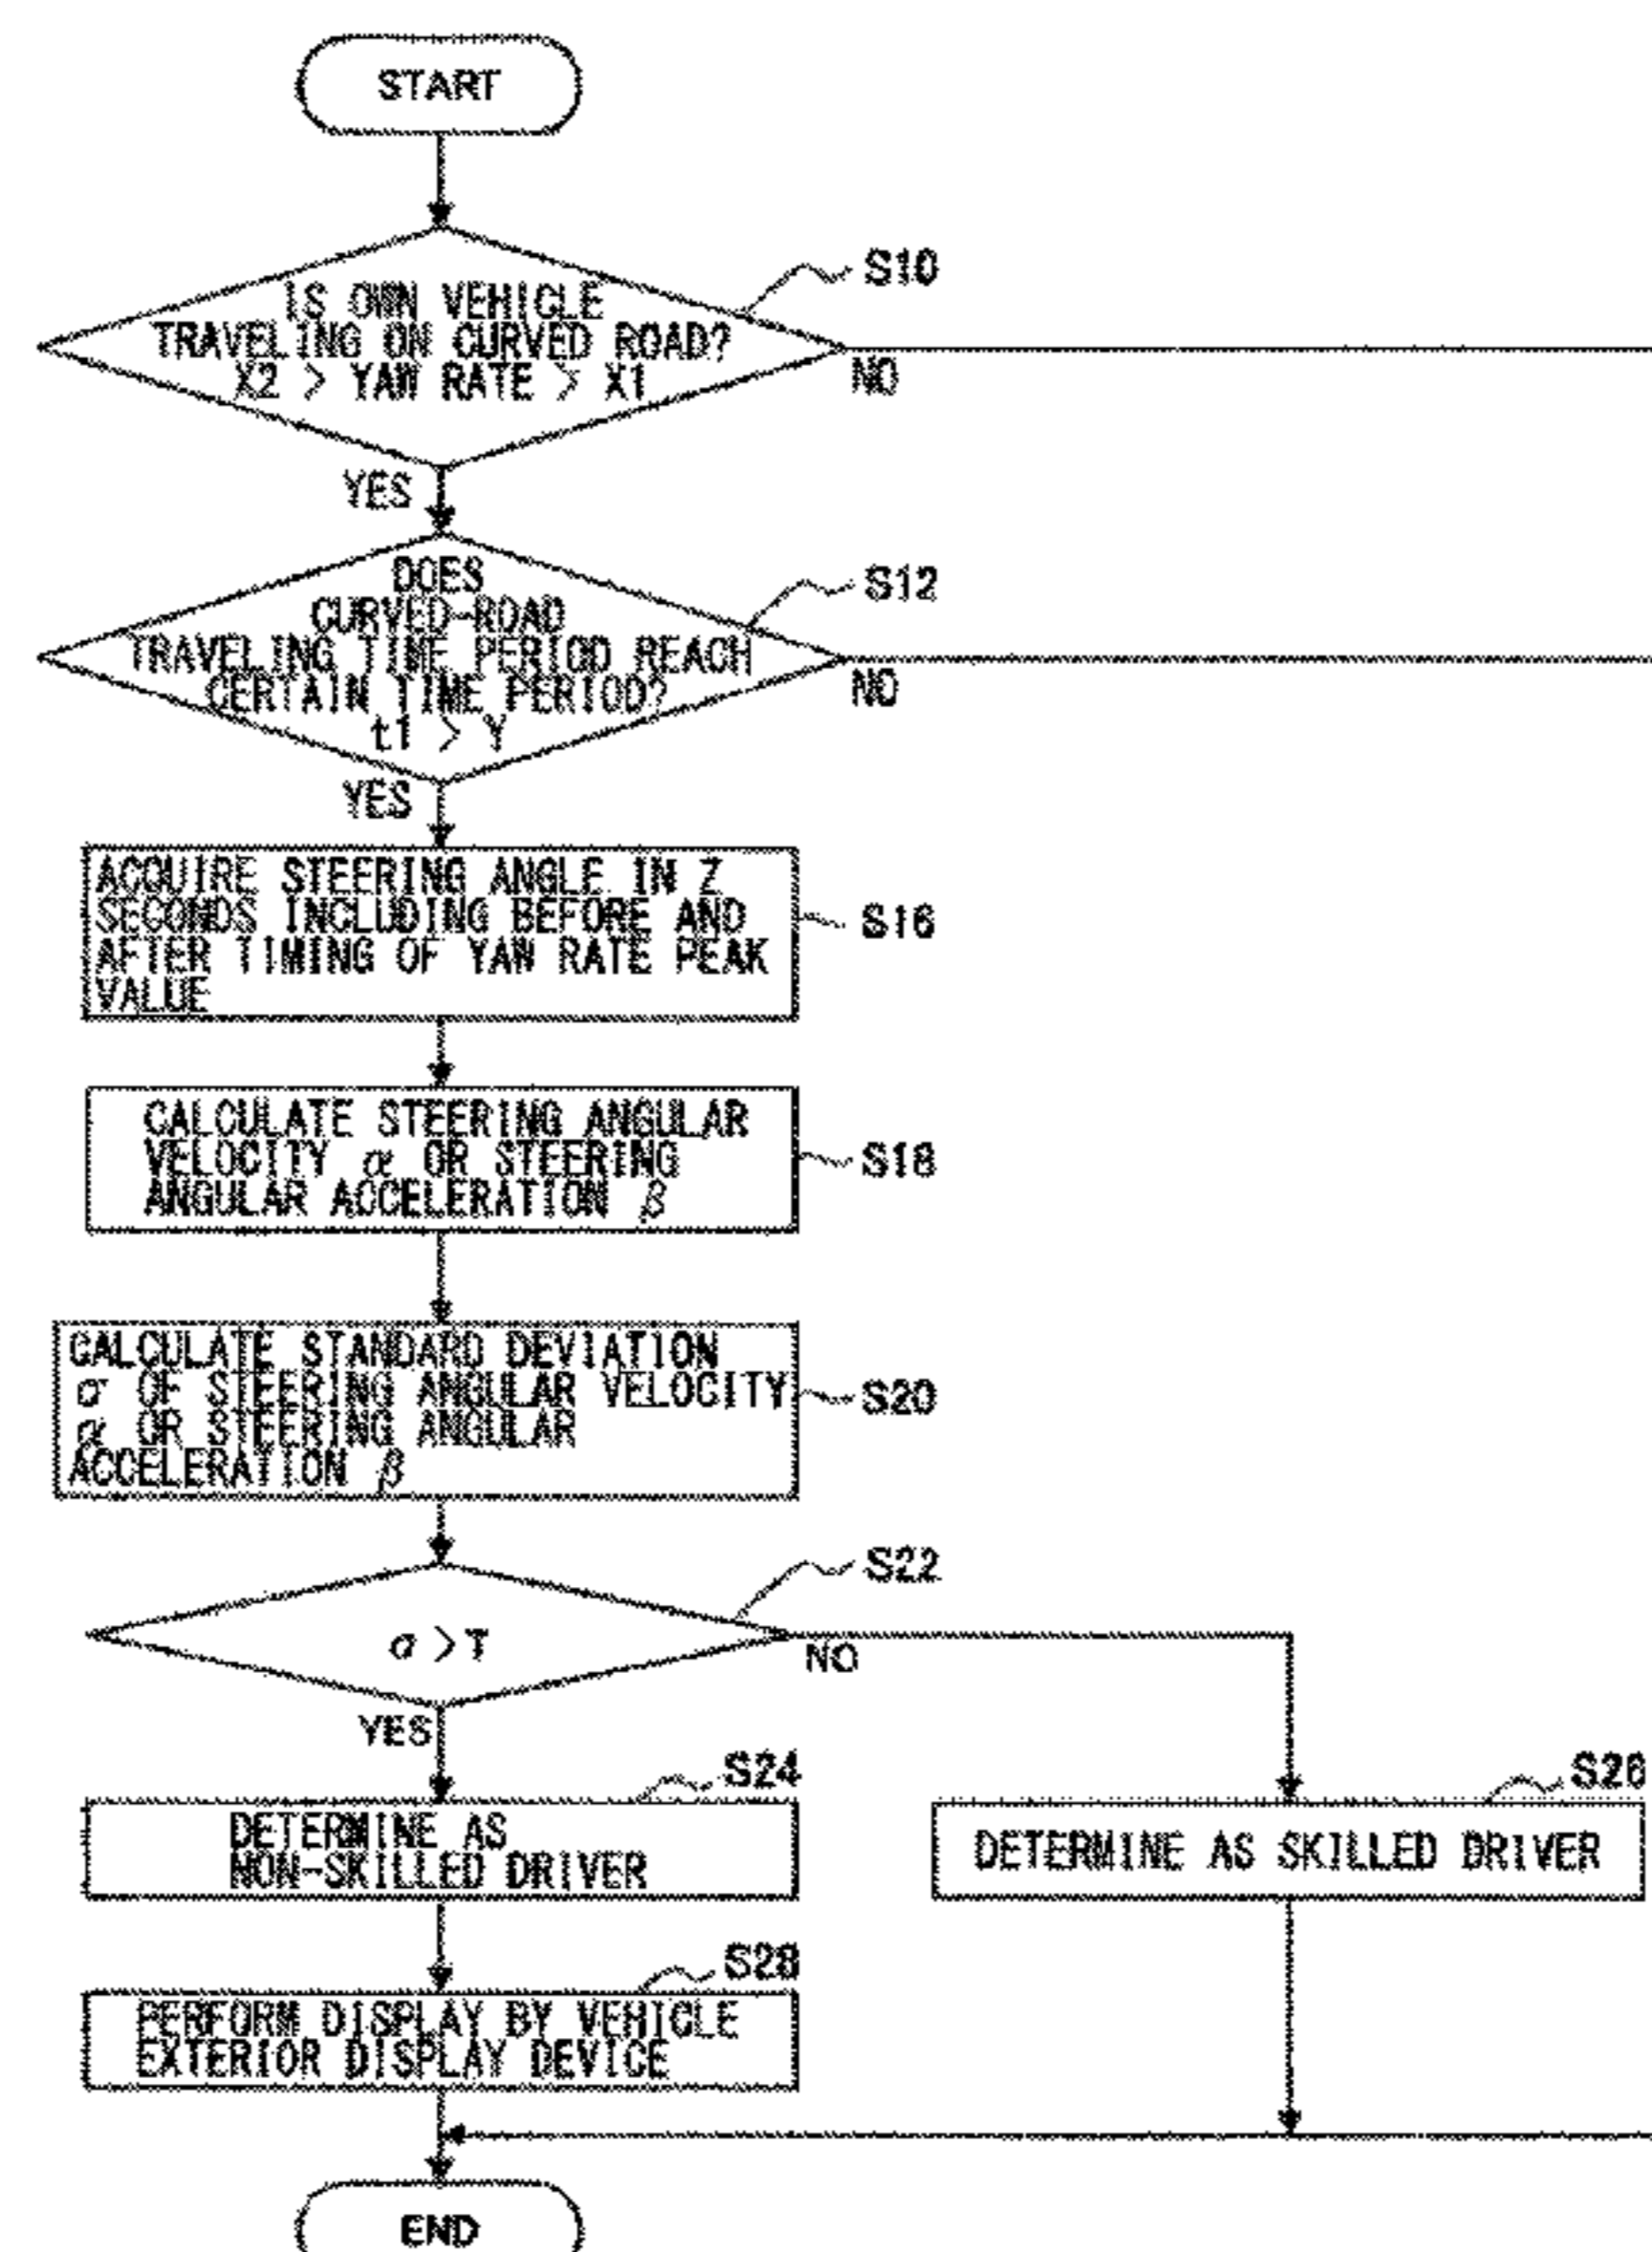 START
IS OWN VEHICLE
TRAVELING ON CURVED ROAD?
X2 > YAW RATE > X1
S10
NO
YES
DOES
CURVED-ROAD
TRAVELING TIME PERIOD REACH
CERTAIN TIME PERIOD?
t1 > Y
S12
NO
YES
ACQUIRE STEERING ANGLE IN Z
SECONDS INCLUDING BEFORE AND
AFTER TIMING OF YAW RATE PEAK
VALUE
S16
CALCULATE STEERING ANGULAR
VELOCITY α OR STEERING
ANGULAR ACCELERATION β
S18
CALCULATE STANDARD DEVIATION
σ OF STEERING ANGULAR VELOCITY
α OR STEERING ANGULAR
ACCELERATION β
S20
σ > T
S22
NO
YES
S24
DETERMINE AS
NON-SKILLED DRIVER
S26
DETERMINE AS SKILLED DRIVER
S28
PERFORM DISPLAY BY VEHICLE
EXTERIOR DISPLAY DEVICE
END